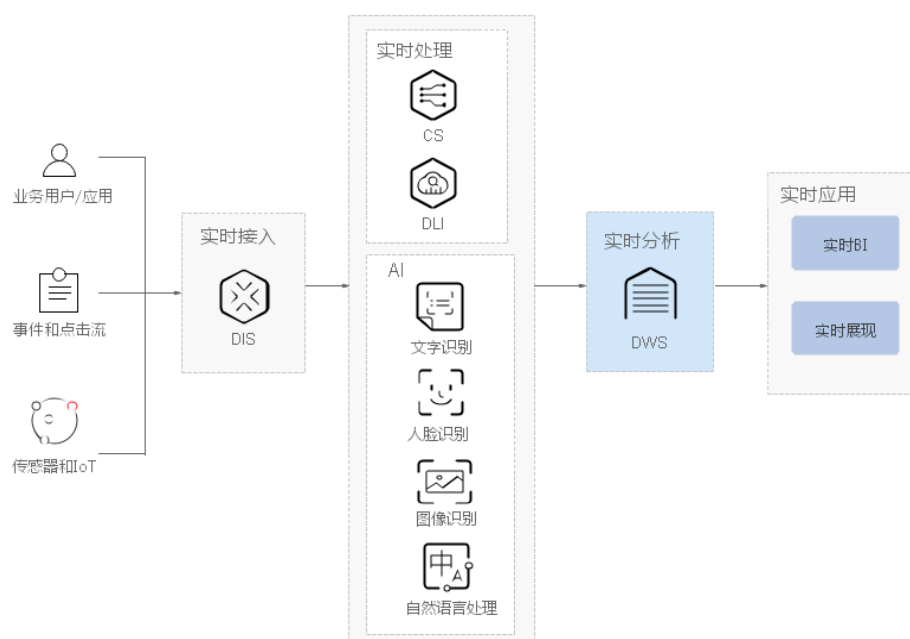 业务用户/应用
事件和点击流
传感器和IoT
实时接入
DIS
实时处理
CS
DLI
AI
文字识别
人脸识别
图像识别
中
A
自然语言处理
实时分析
DWS
实时应用
实时BI
实时展现